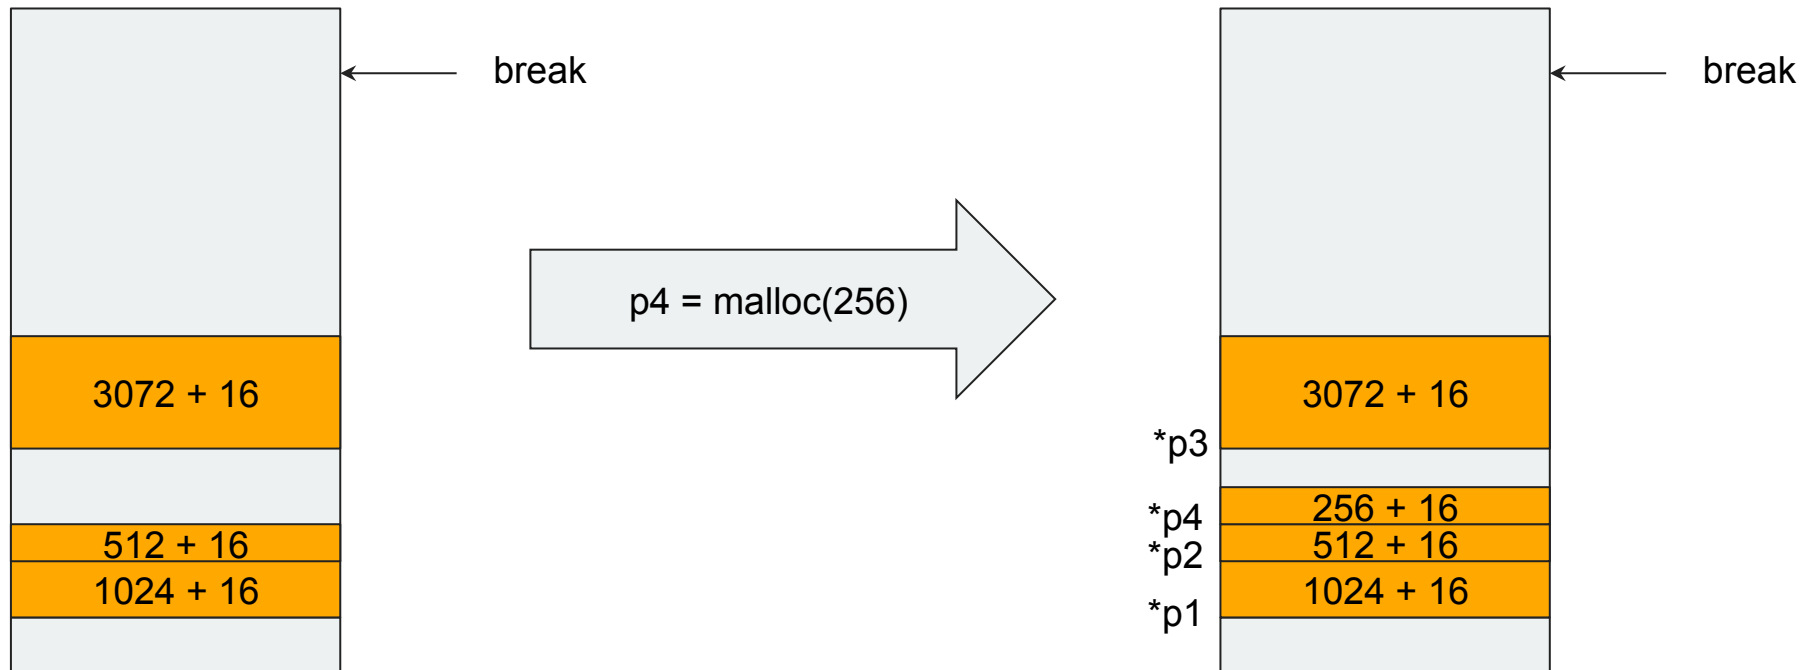 break
3072 + 16
512 + 16
1024 + 16
p4 = malloc(256)
break
3072 + 16
*p3
256 + 16
*p4
512 + 16
*p2
1024 + 16
*p1